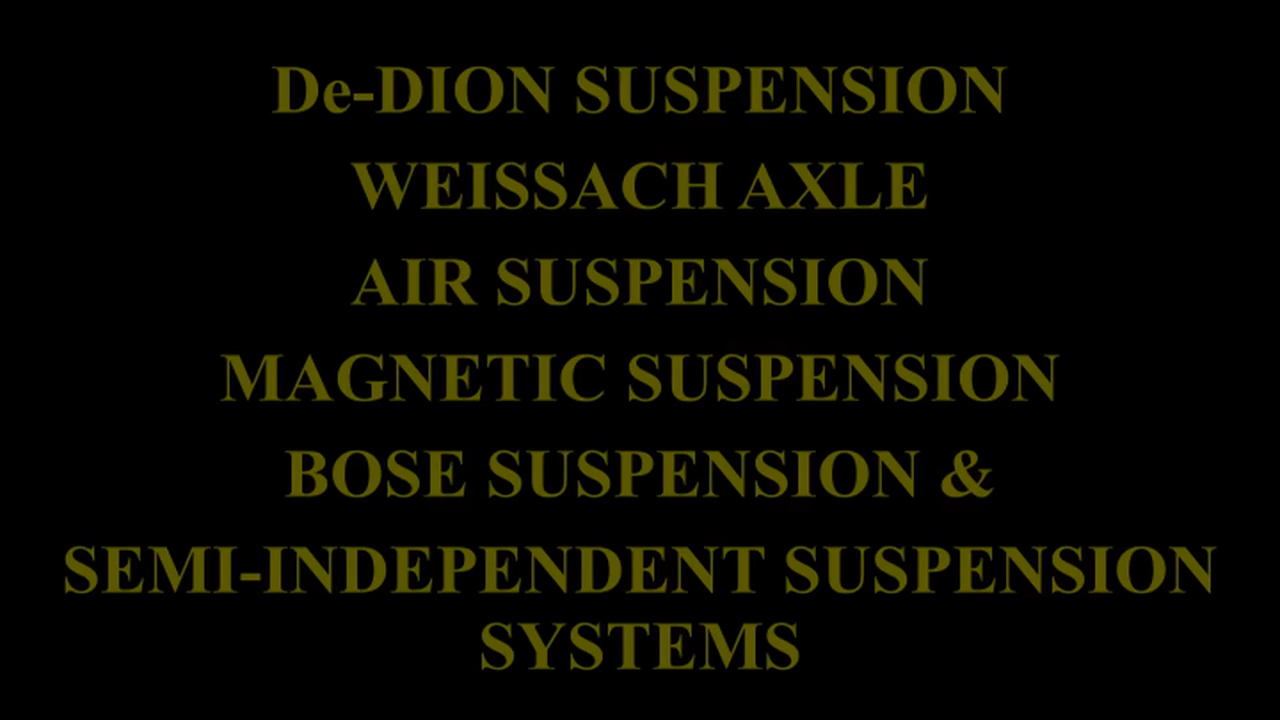 De-DION SUSPENSION
WEISSACH AXLE
AIR SUSPENSION
MAGNETIC SUSPENSION
BOSE SUSPENSION &
SEMI-INDEPENDENT SUSPENSION
SYSTEMS